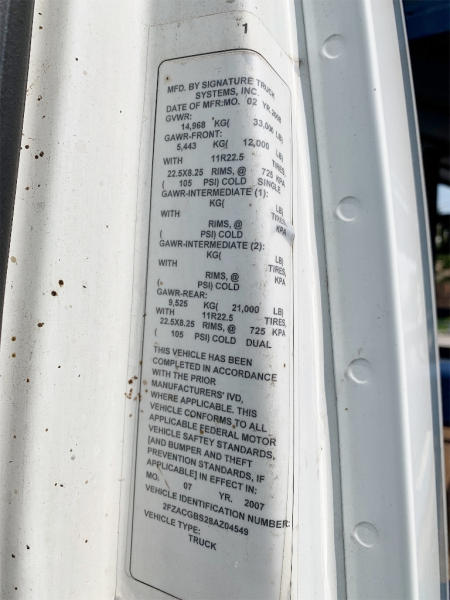 1
MFD. BY SIGNATURE TRUCK
SYSTEMS, INC.
DATE OF MFR:MO. 02 YR.2008
GVWR:
14,968 KG( 33,000 LB)
GAWR-FRONT:
5,443 KG( 12,000 LB)
WITH 11R22.5 TIRES,
22.5X8.25 RIMS, @ 725 KPA
( 105 PSI) COLD SINGLE
GAWR-INTERMEDIATE (1):
KG( LB)
WITH TIRES,
RIMS, @ KPA
( PSI) COLD
GAWR-INTERMEDIATE (2):
KG( LB)
WITH TIRES,
RIMS, @ KPA
( PSI) COLD
GAWR-REAR:
9,525 KG( 21,000 LB)
WITH 11R22.5 TIRES,
22.5X8.25 RIMS, @ 725 KPA
( 105 PSI) COLD DUAL
THIS VEHICLE HAS BEEN
COMPLETED IN ACCORDANCE
WITH THE PRIOR
MANUFACTURERS' IVD,
WHERE APPLICABLE. THIS
VEHICLE CONFORMS TO ALL
APPLICABLE FEDERAL MOTOR
VEHICLE SAFTEY STANDARDS,
[AND BUMPER AND THEFT
PREVENTION STANDARDS, IF
APPLICABLE] IN EFFECT IN:
MO. 07 YR. 2007
VEHICLE IDENTIFICATION NUMBER:
2FZACGBS28AZ04549
VEHICLE TYPE:
TRUCK